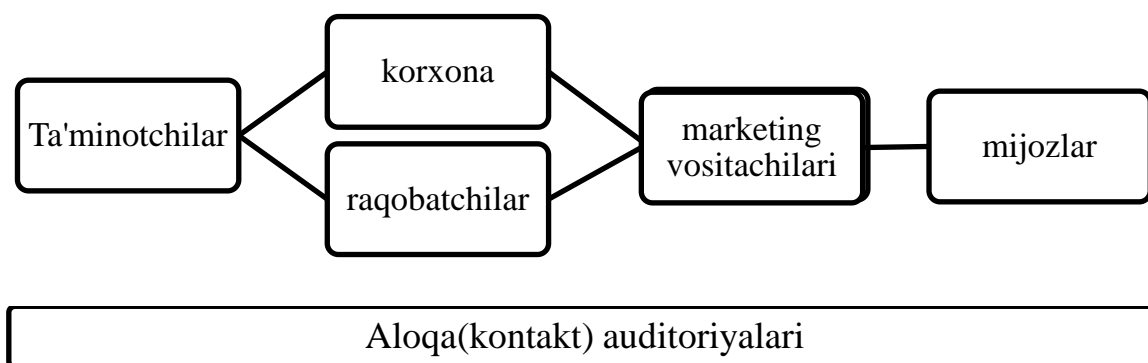 korxona
Ta'minotchilar
marketing
vositachilari
mijozlar
raqobatchilar
Aloqa(kontakt) auditoriyalari